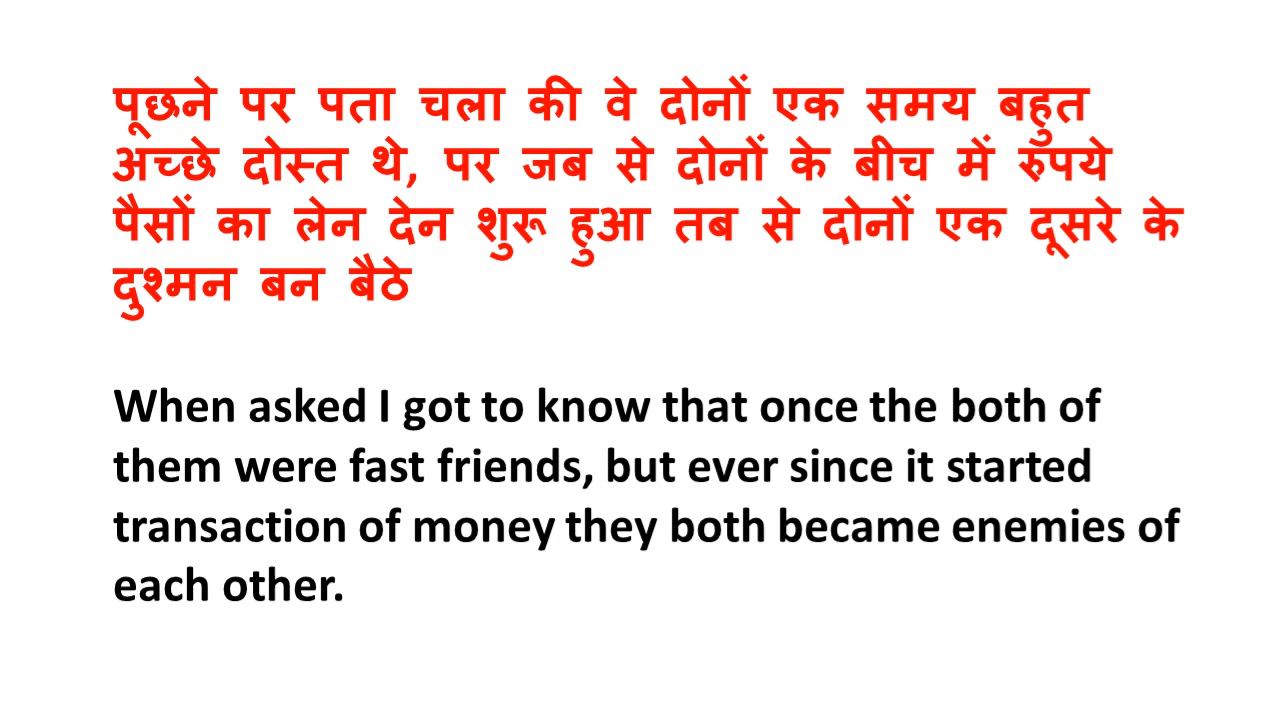 पूछने पर पता चला की वे दोनों एक समय बहुत
अच्छे दोस्त थे, पर जब से दोनों के बीच में रुपये
पैसों का लेन देन शुरू हुआ तब से दोनों एक दूसरे के
दुश्मन बन बैठे
When asked I got to know that once the both of
them were fast friends, but ever since it started
transaction of money they both became enemies of
each other.